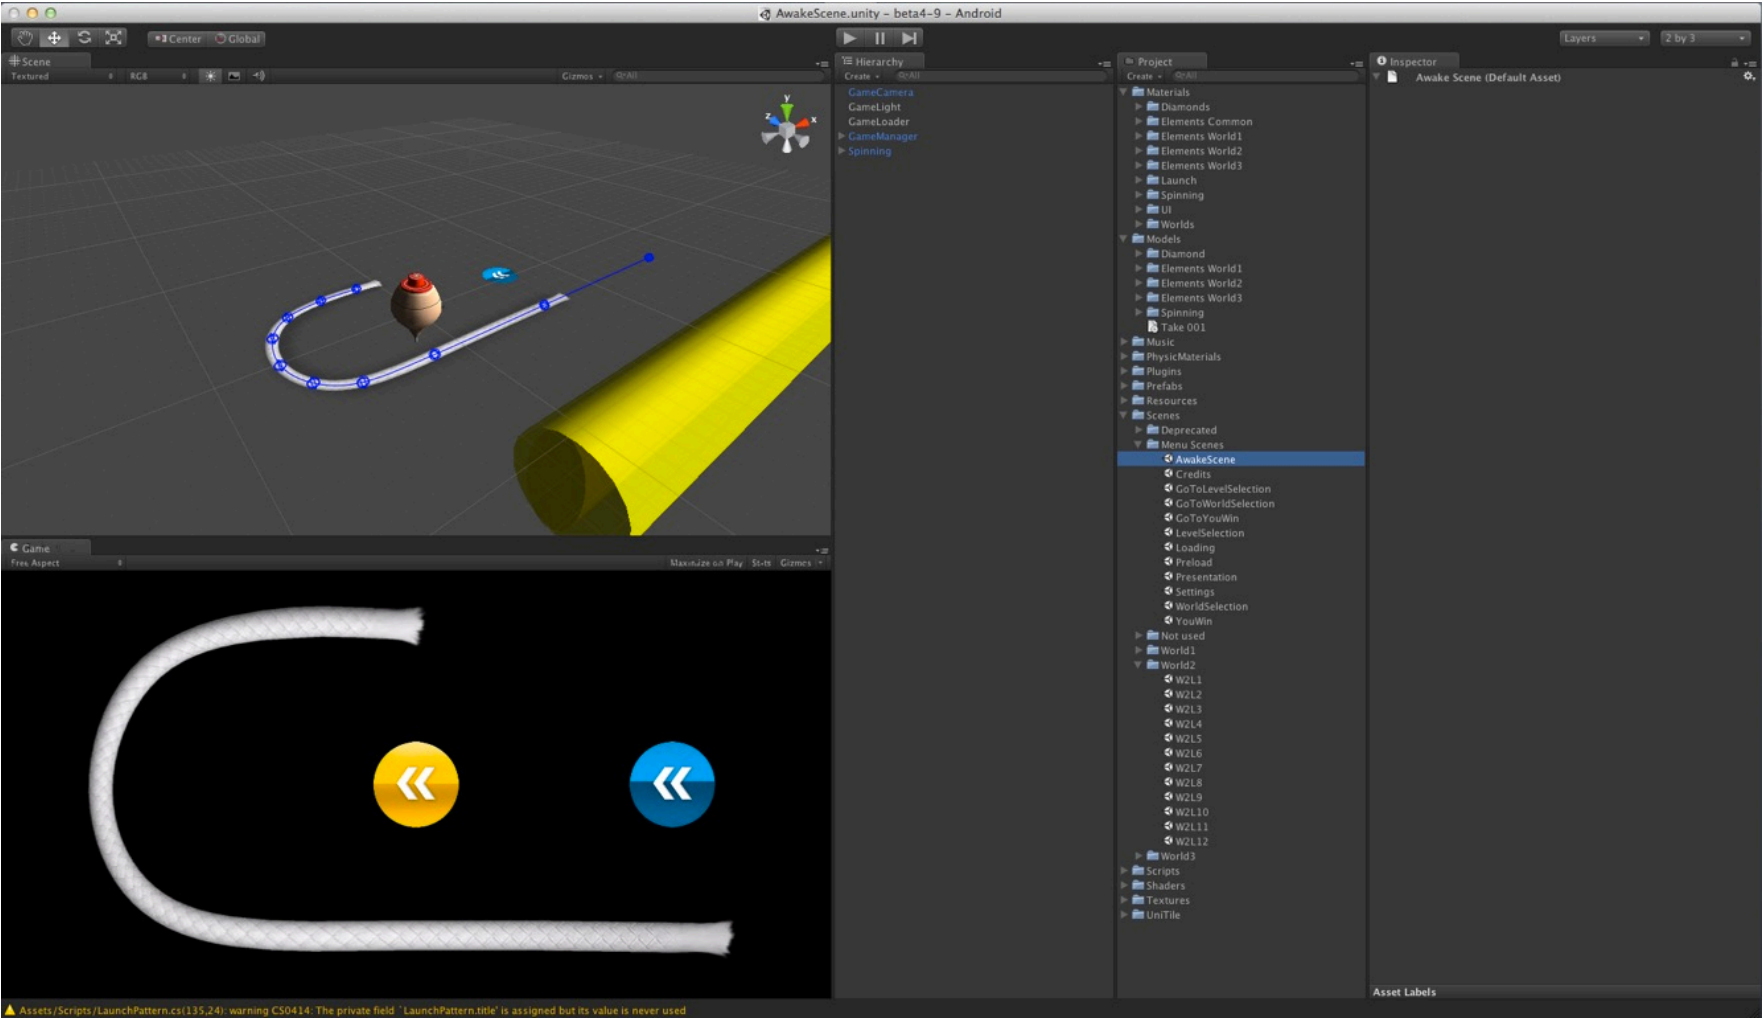 AwakeScene.unity - beta4-9 - Android
Center
Global
Layers
2 by 3
Scene
Textured
RGB
Gizmos
All
Hierarchy
Create
All
GameCamera
GameLight
GameLoader
GameManager
Spinning
Project
Create
All
Materials
Diamonds
Elements Common
Elements World1
Elements World2
Elements World3
Launch
Spinning
UI
Worlds
Models
Diamond
Elements World1
Elements World2
Elements World3
Spinning
Take 001
Music
PhysicMaterials
Plugins
Prefabs
Resources
Scenes
Deprecated
Menu Scenes
AwakeScene
Credits
GoToLevelSelection
GoToWorldSelection
GoToYouWin
LevelSelection
Loading
Preload
Presentation
Settings
WorldSelection
YouWin
Not used
World1
World2
W2L1
W2L2
W2L3
W2L4
W2L5
W2L6
W2L7
W2L8
W2L9
W2L10
W2L11
W2L12
World3
Scripts
Shaders
Textures
UniTile
Inspector
Awake Scene (Default Asset)
Asset Labels
y
z
x
Game
Free Aspect
Maximize on Play
Stats
Gizmos
Assets/Scripts/LaunchPattern.cs(135,24): warning CS0414: The private field `LaunchPattern.title' is assigned but its value is never used